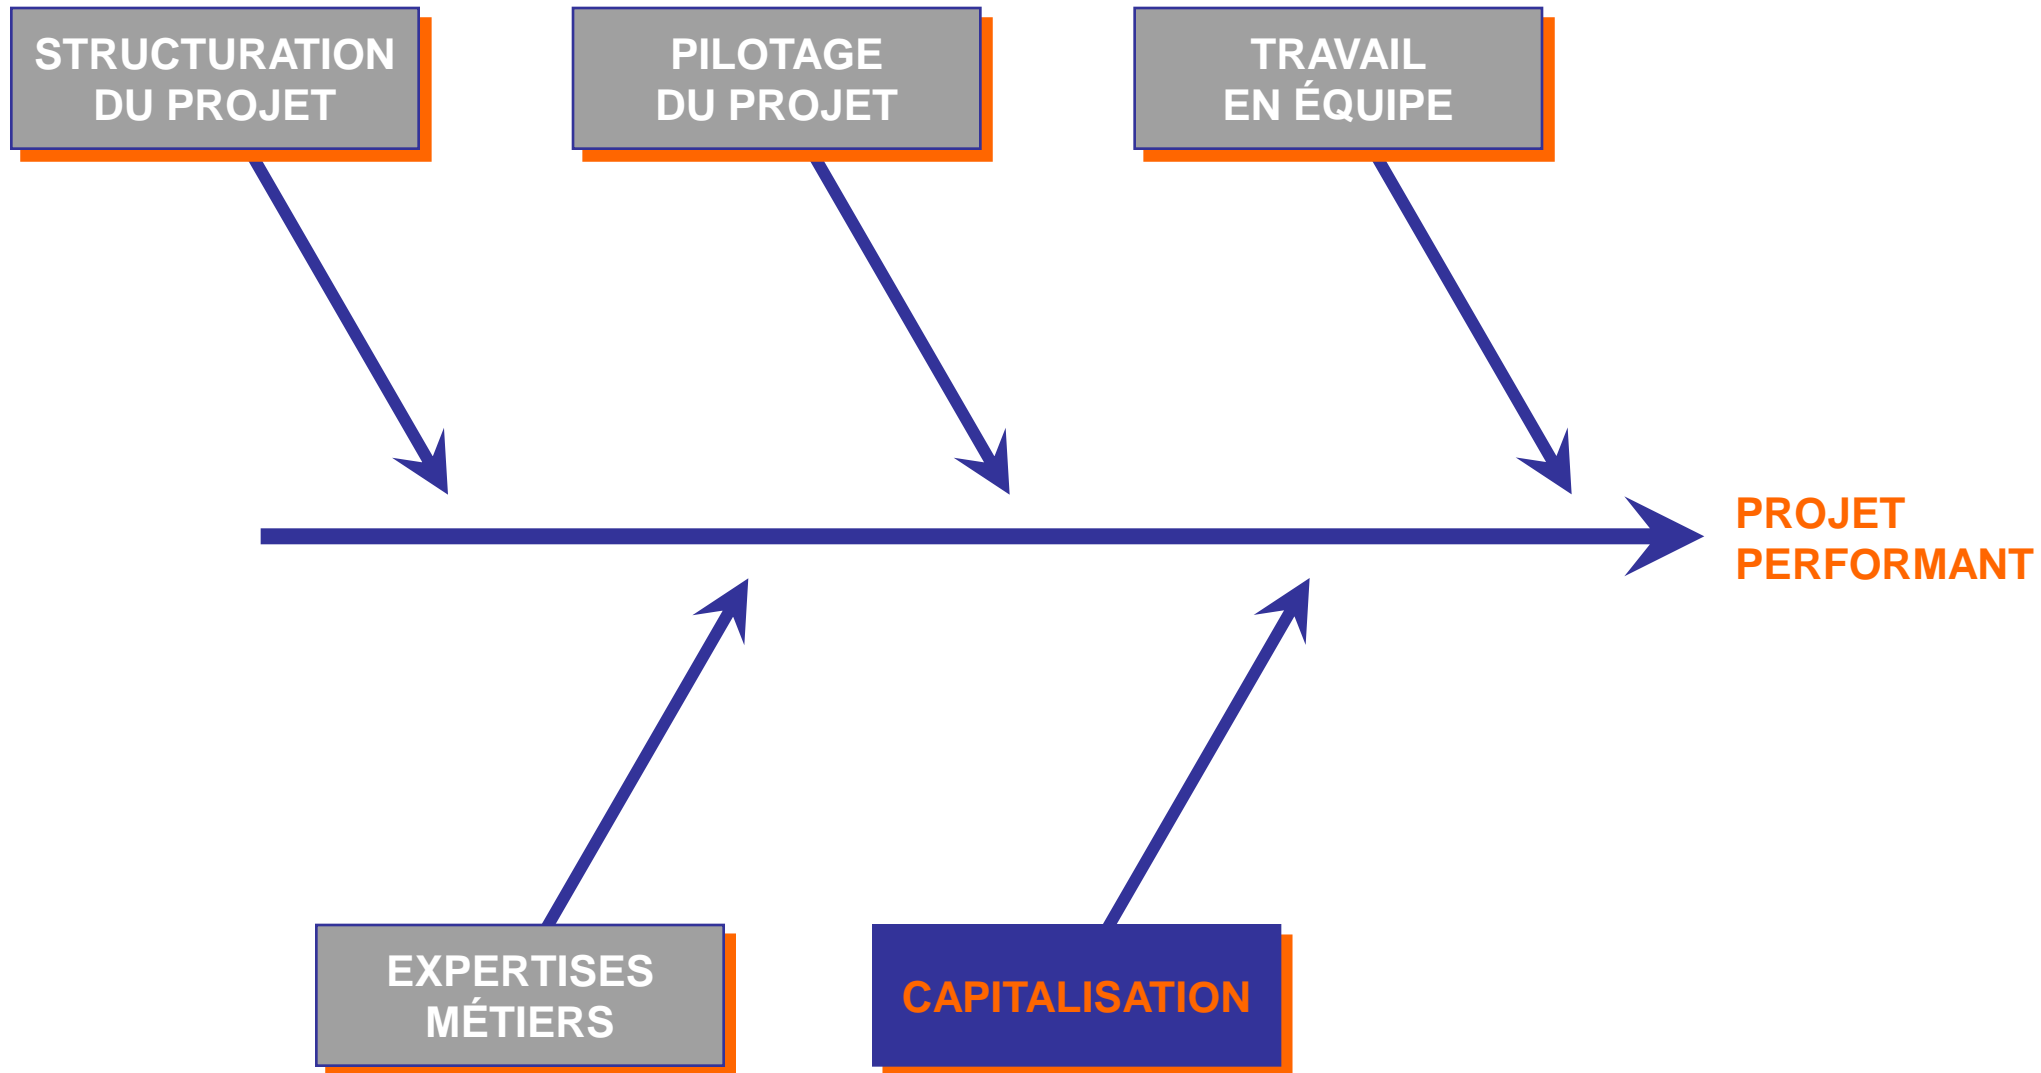 STRUCTURATION
DU PROJET
PILOTAGE
DU PROJET
TRAVAIL
EN ÉQUIPE
PROJET
PERFORMANT
EXPERTISES
MÉTIERS
CAPITALISATION